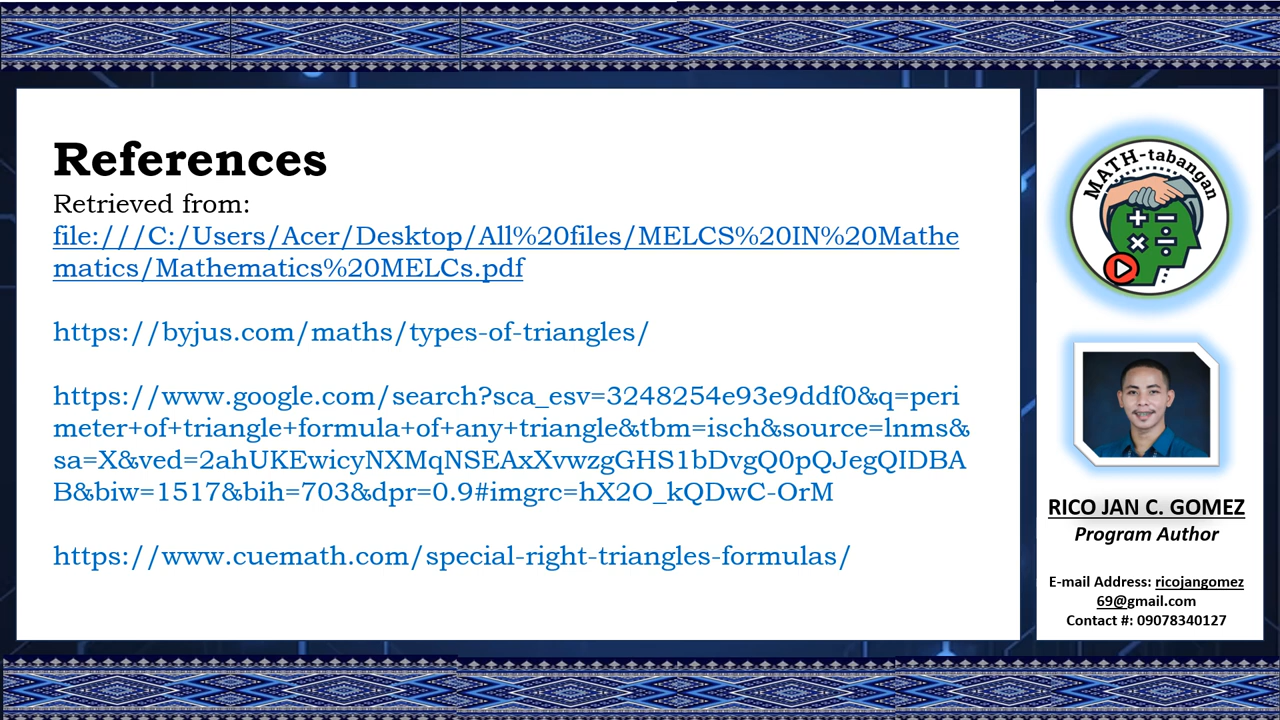 References
Retrieved from:
file:///C:/Users/Acer/Desktop/All%20files/MELCS%20IN%20Mathe
matics/Mathematics%20MELCs.pdf
https://byjus.com/maths/types-of-triangles/
https://www.google.com/search?sca_esv=3248254e93e9ddf0&q=peri
meter+of+triangle+formula+of+any+triangle&tbm=isch&source=lnms&
sa=X&ved=2ahUKEwicyNXMqNSEAxXvwzgGHS1bDvgQ0pQJegQIDBA
B&biw=1517&bih=703&dpr=0.9#imgrc=hX2O_kQDwC-OrM
https://www.cuemath.com/special-right-triangles-formulas/
MATH-tabangan
RICO JAN C. GOMEZ
Program Author
E-mail Address: ricojangomez
69@gmail.com
Contact #: 09078340127